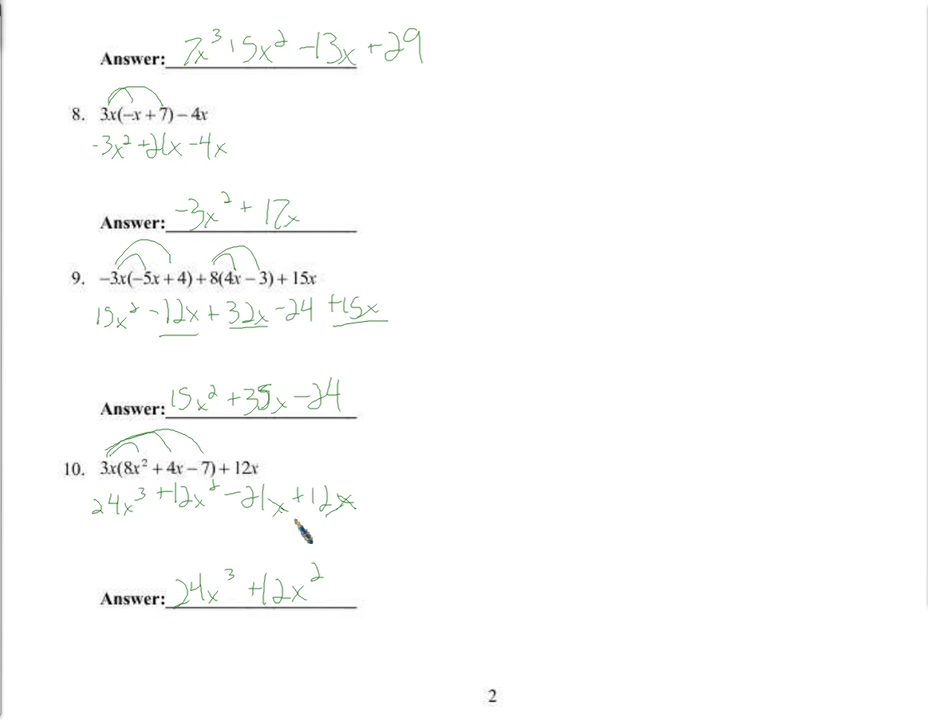 Answer: 7x³+5x² -13x +29
8. 3x(–x + 7) – 4x
-3x² +21x -4x
Answer: -3x² + 17x
9. –3x(–5x + 4) + 8(4x – 3) + 15x
15x² -12x + 32x -24 +15x
Answer: 15x² +35x -24
10. 3x(8x² + 4x – 7) + 12x
24x³ +12x² -21x +12x
Answer: 24x³ +12x²
2